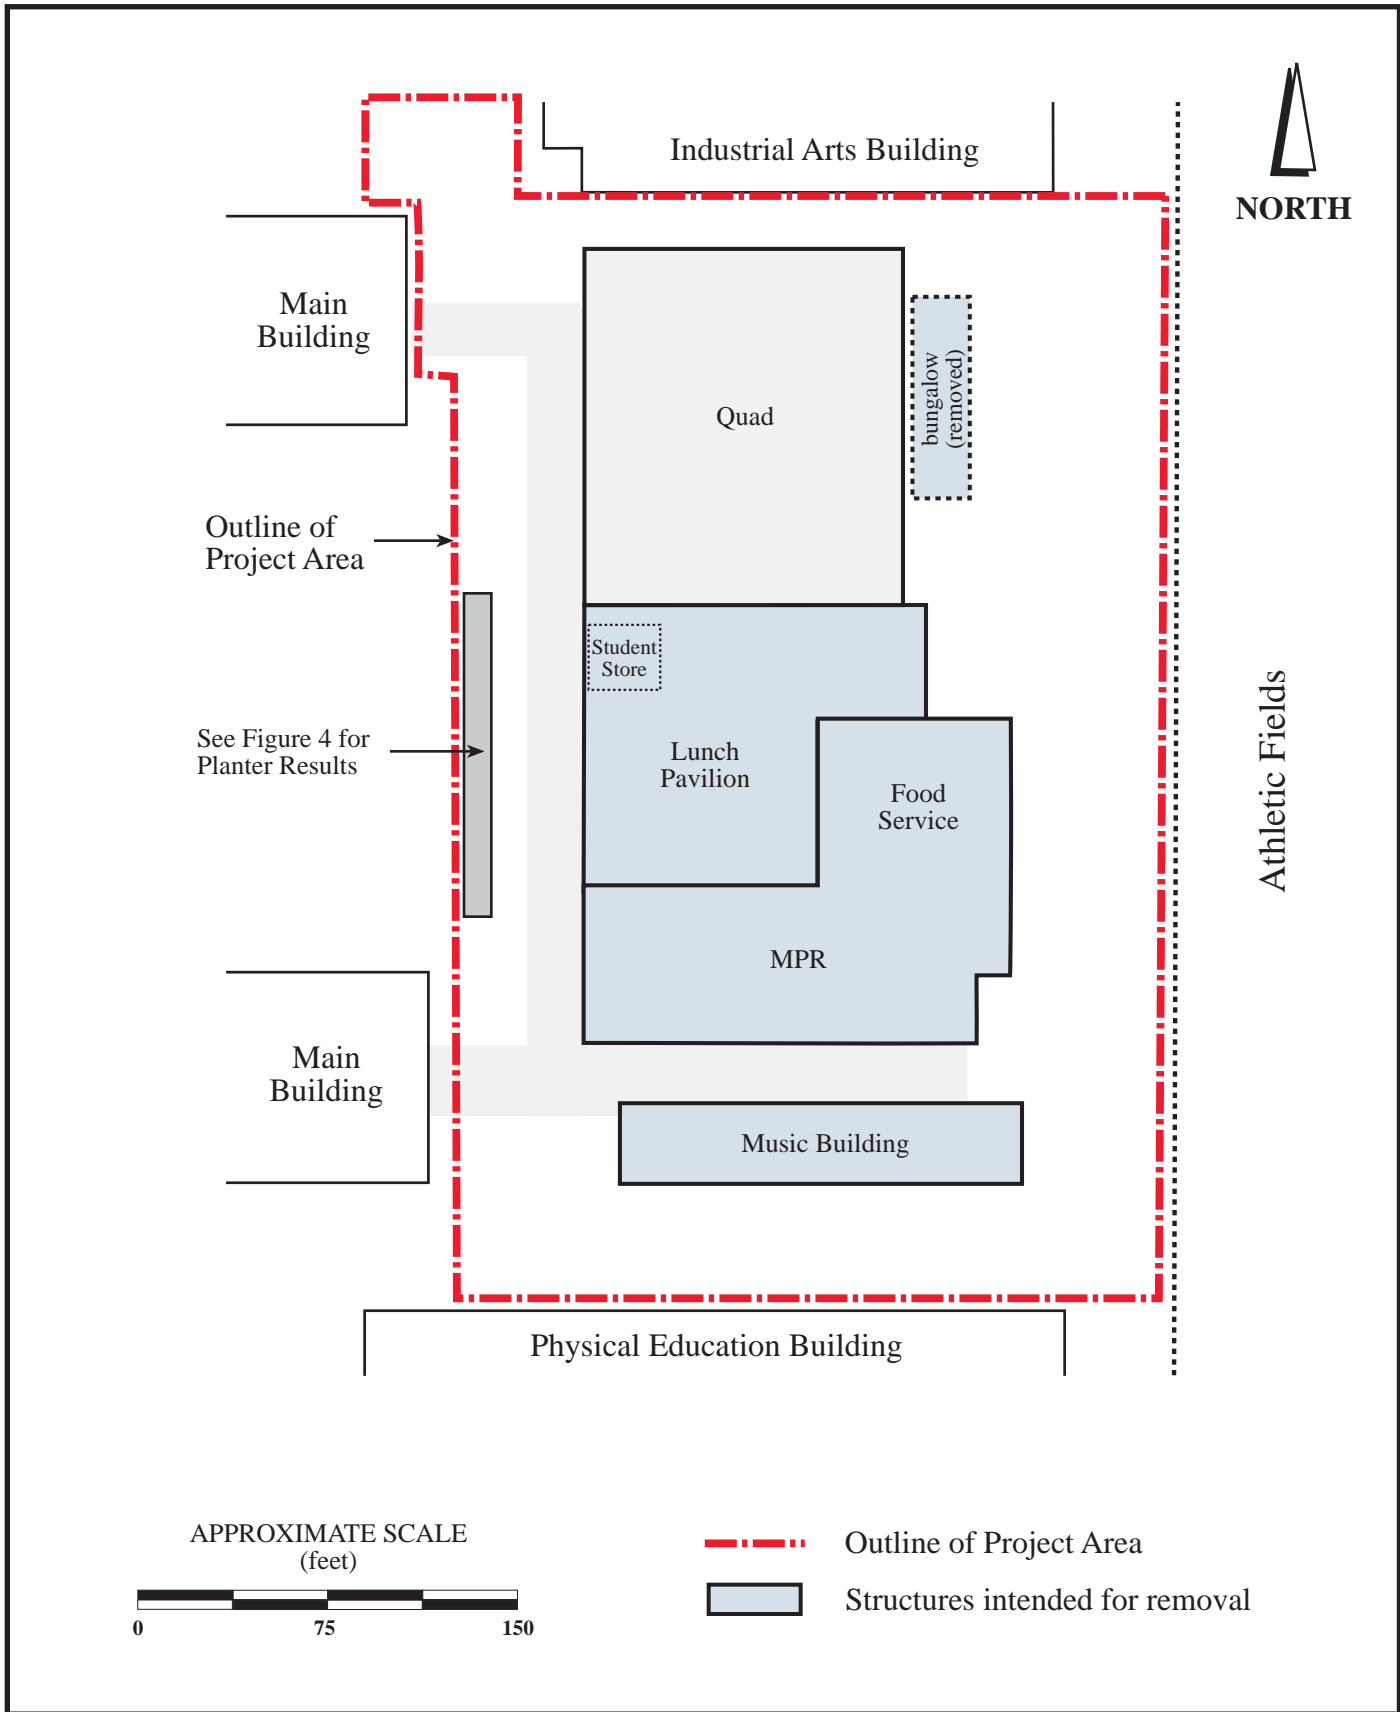 Industrial Arts Building
NORTH
Main
Building
bungalow
(removed)
Quad
Outline of
Project Area
Student
Store
See Figure 4 for
Planter Results
Lunch
Pavilion
Food
Service
Athletic Fields
MPR
Main
Building
Music Building
Physical Education Building
APPROXIMATE SCALE
(feet)
0 75 150
Outline of Project Area
Structures intended for removal